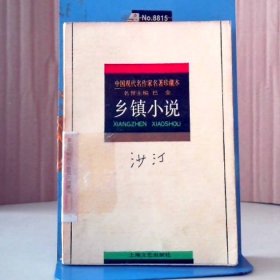 No.8815
中国现代名作家名著珍藏本
名誉主编 巴金
乡镇小说
XIANGZHEN XIAOSHOU
沙汀
上海文艺出版社